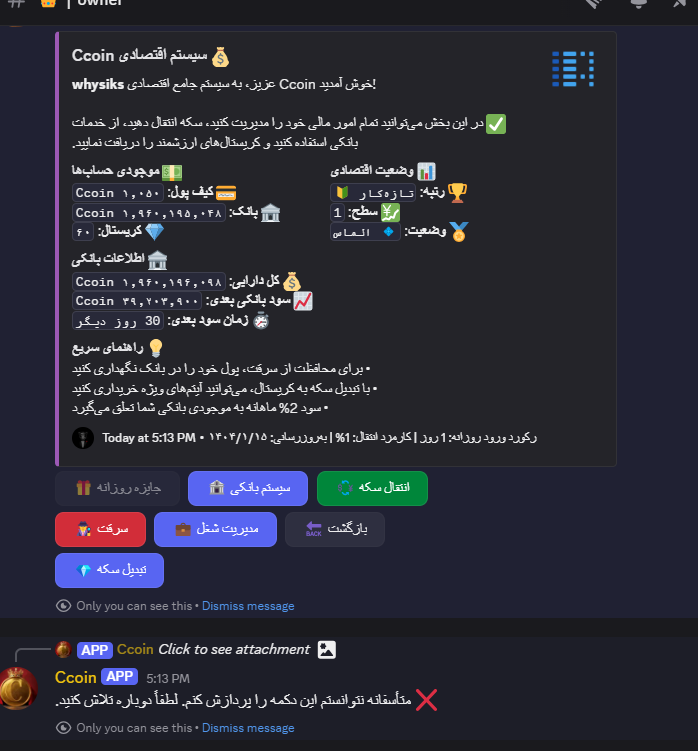 owner
سیستم اقتصادی Ccoin
whysiks عزیز، به سیستم جامع اقتصادی Ccoin خوش آمدید!
در این بخش می‌توانید تمام امور مالی خود را مدیریت کنید، سکه انتقال دهید، از خدمات
بانکی استفاده کنید و کریستال‌های ارزشمند را دریافت نمایید.
وضعیت اقتصادی
رتبه: تازه‌کار
سطح: 1
وضعیت: الماس
موجودی حساب‌ها
کیف پول: ۱,۰۵۰ Ccoin
بانک: ۱,۹۶۰,۱۹۵,۰۴۸ Ccoin
کریستال: ۶۰
اطلاعات بانکی
کل دارایی: ۱,۹۶۰,۱۹۶,۰۹۸ Ccoin
سود بانکی بعدی: ۳۹,۲۰۳,۹۰۰ Ccoin
زمان سود بعدی: 30 روز دیگر
راهنمای سریع
• برای محافظت از سرقت، پول خود را در بانک نگهداری کنید
• با تبدیل سکه به کریستال، می‌توانید آیتم‌های ویژه خریداری کنید
• سود 2% ماهانه به موجودی بانکی شما تعلق می‌گیرد
رکورد ورود روزانه: 1 روز | کارمزد انتقال: 1% | به‌روزرسانی: ۱۴۰۴/۱/۱۵ • Today at 5:13 PM
انتقال سکه
سیستم بانکی
جایزه روزانه
بازگشت
BACK
مدیریت شغل
سرقت
تبدیل سکه
Only you can see this • Dismiss message
APP Ccoin Click to see attachment
Ccoin APP 5:13 PM
متأسفانه نتوانستم این دکمه را پردازش کنم. لطفاً دوباره تلاش کنید.
Only you can see this • Dismiss message